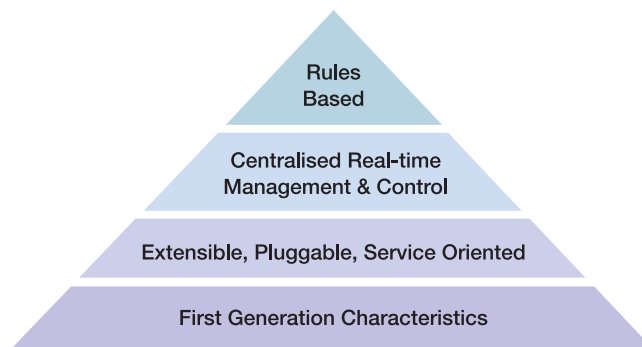 Rules
Based
Centralised Real-time
Management & Control
Extensible, Pluggable, Service Oriented
First Generation Characteristics